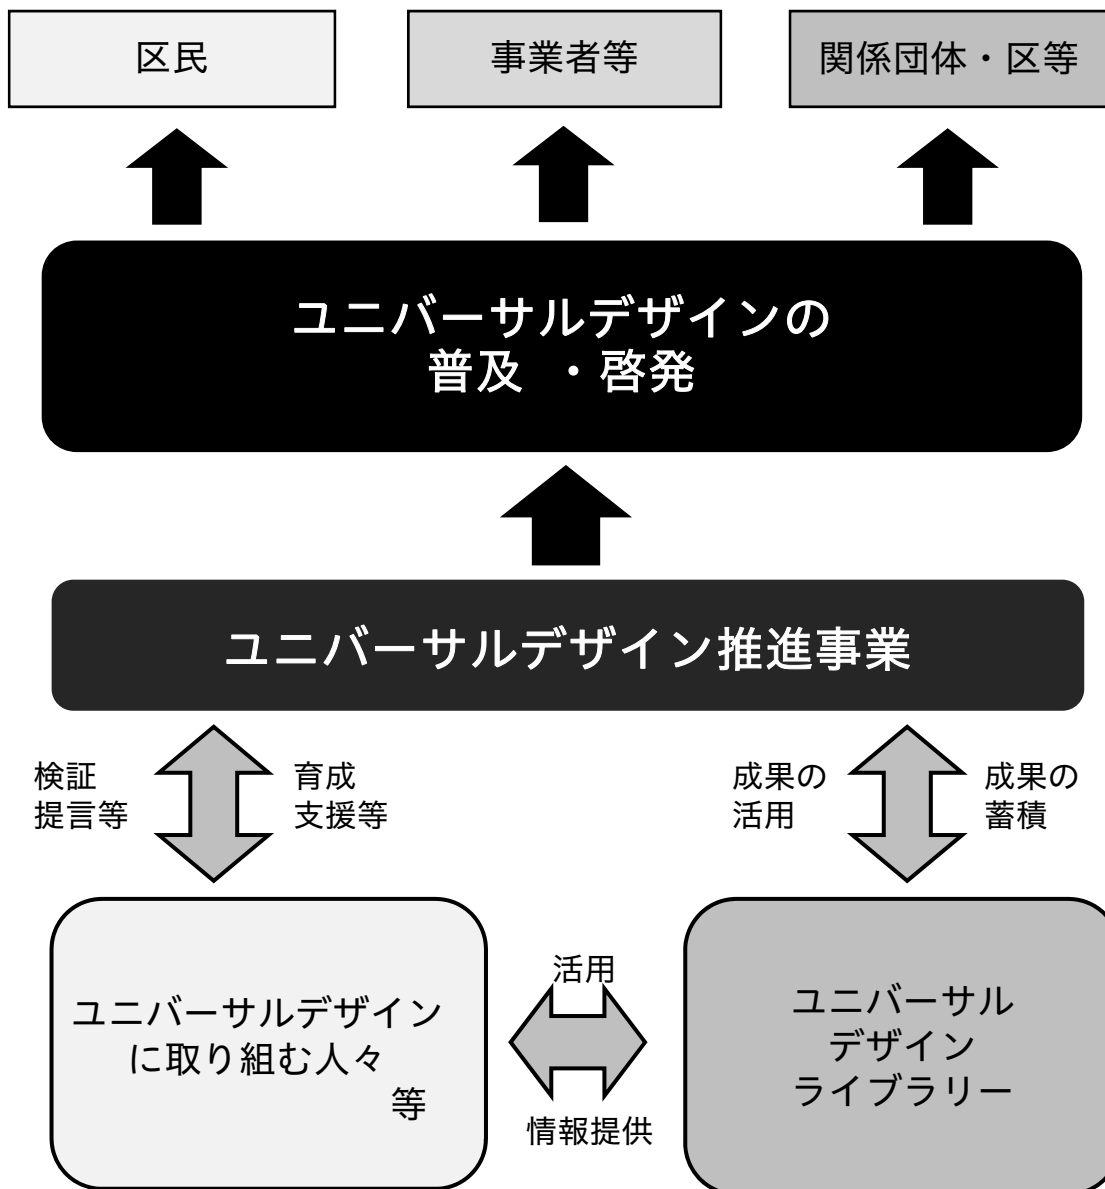 区民
事業者等
関係団体・区等
ユニバーサルデザインの
普及 ・啓発
ユニバーサルデザイン推進事業
検証
提言等
育成
支援等
成果の
活用
成果の
蓄積
ユニバーサルデザイン
に取り組む人々
等
活用
情報提供
ユニバーサル
デザイン
ライブラリー